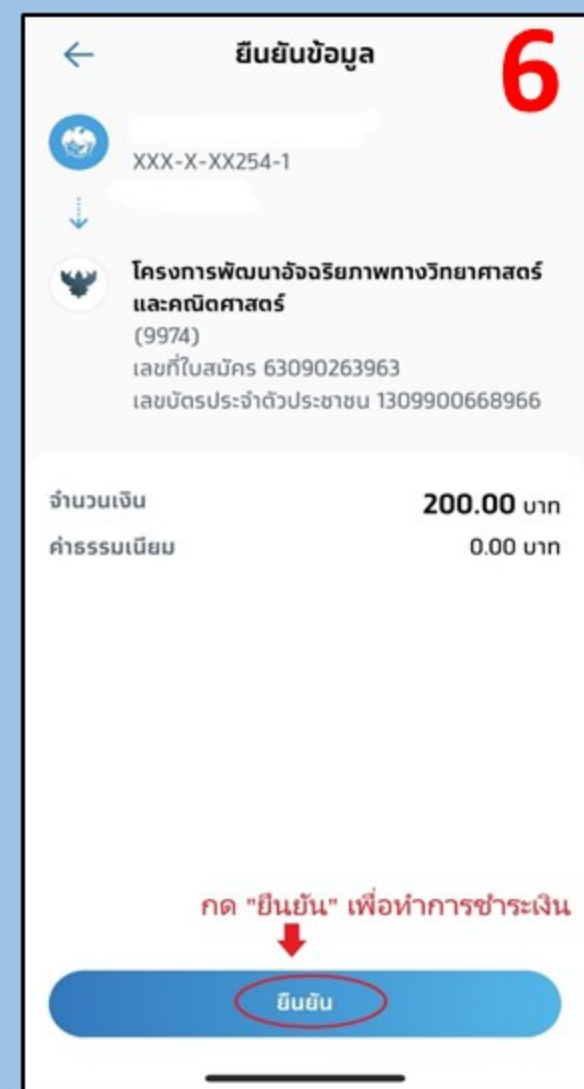 ยืนยันข้อมูล
6
XXX-X-XX254-1
โครงการพัฒนาอัจฉริยภาพทางวิทยาศาสตร์
และคณิตศาสตร์
(9974)
เลขที่ใบสมัคร 63090263963
เลขบัตรประจำตัวประชาชน 1309900668966
จำนวนเงิน 200.00 บาท
ค่าธรรมเนียม 0.00 บาท
กด "ยืนยัน" เพื่อทำการชำระเงิน
ยืนยัน